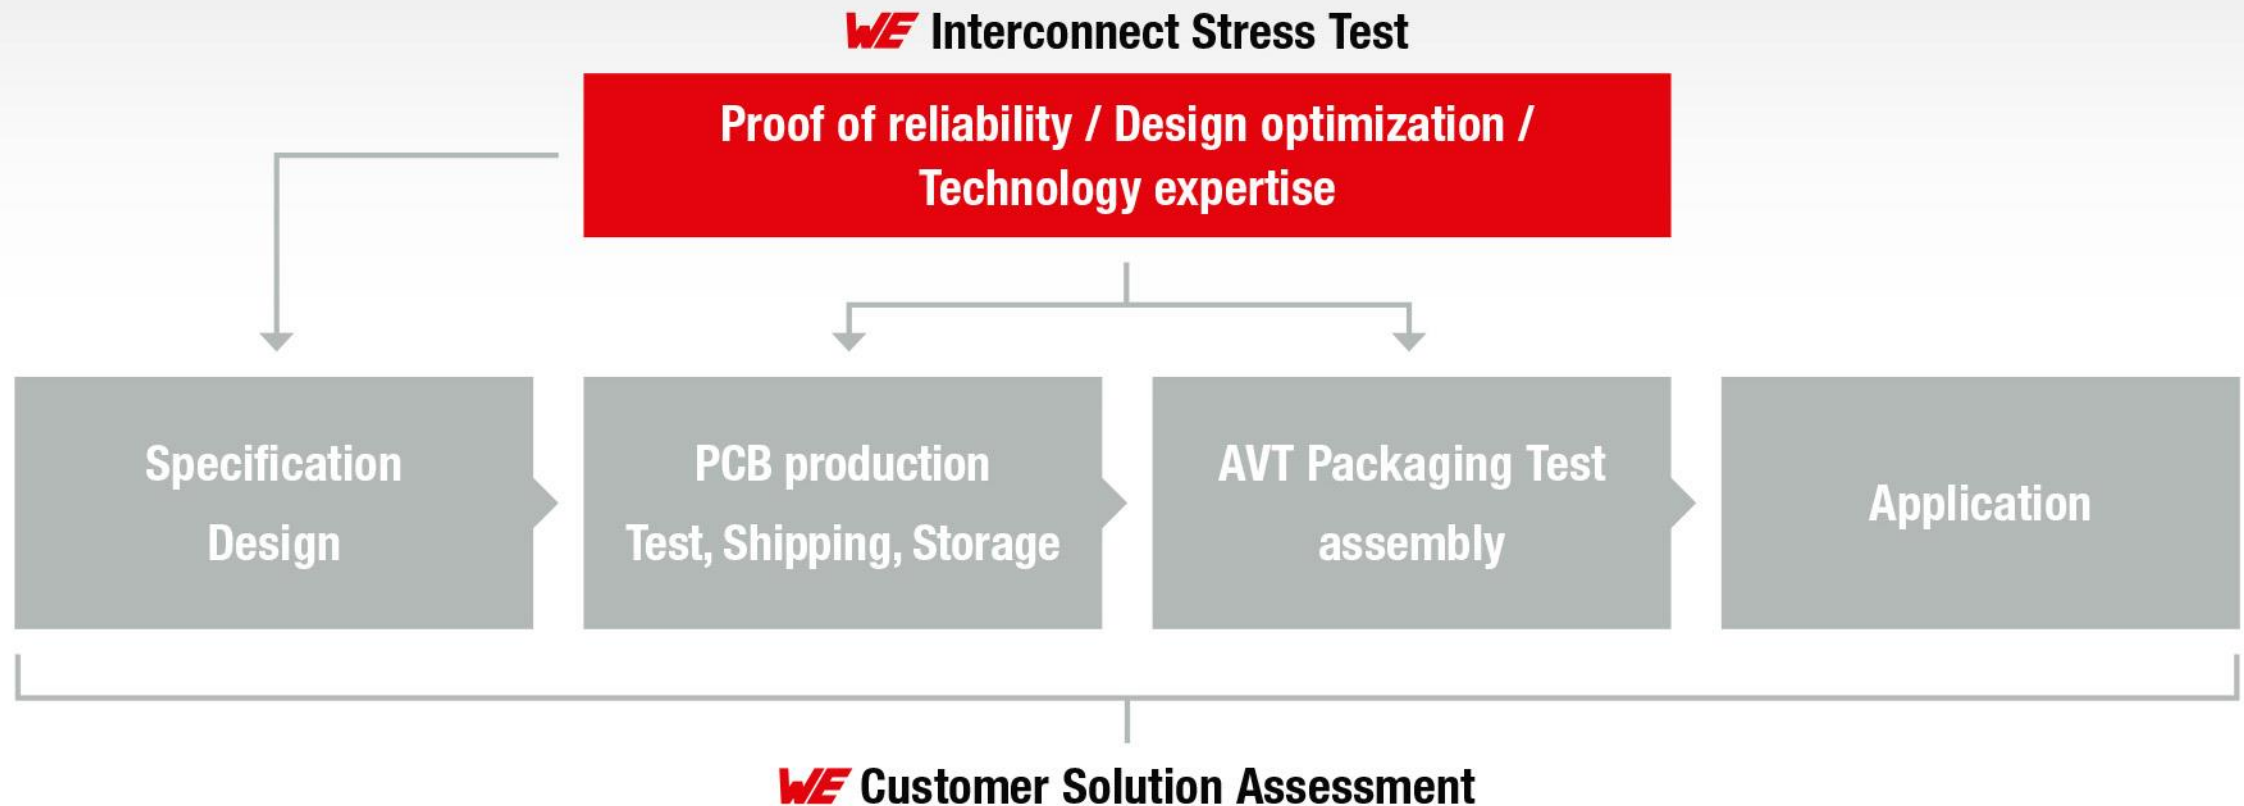 WE Interconnect Stress Test
Proof of reliability / Design optimization /
Technology expertise
Specification
Design
PCB production
Test, Shipping, Storage
AVT Packaging Test
assembly
Application
WE Customer Solution Assessment